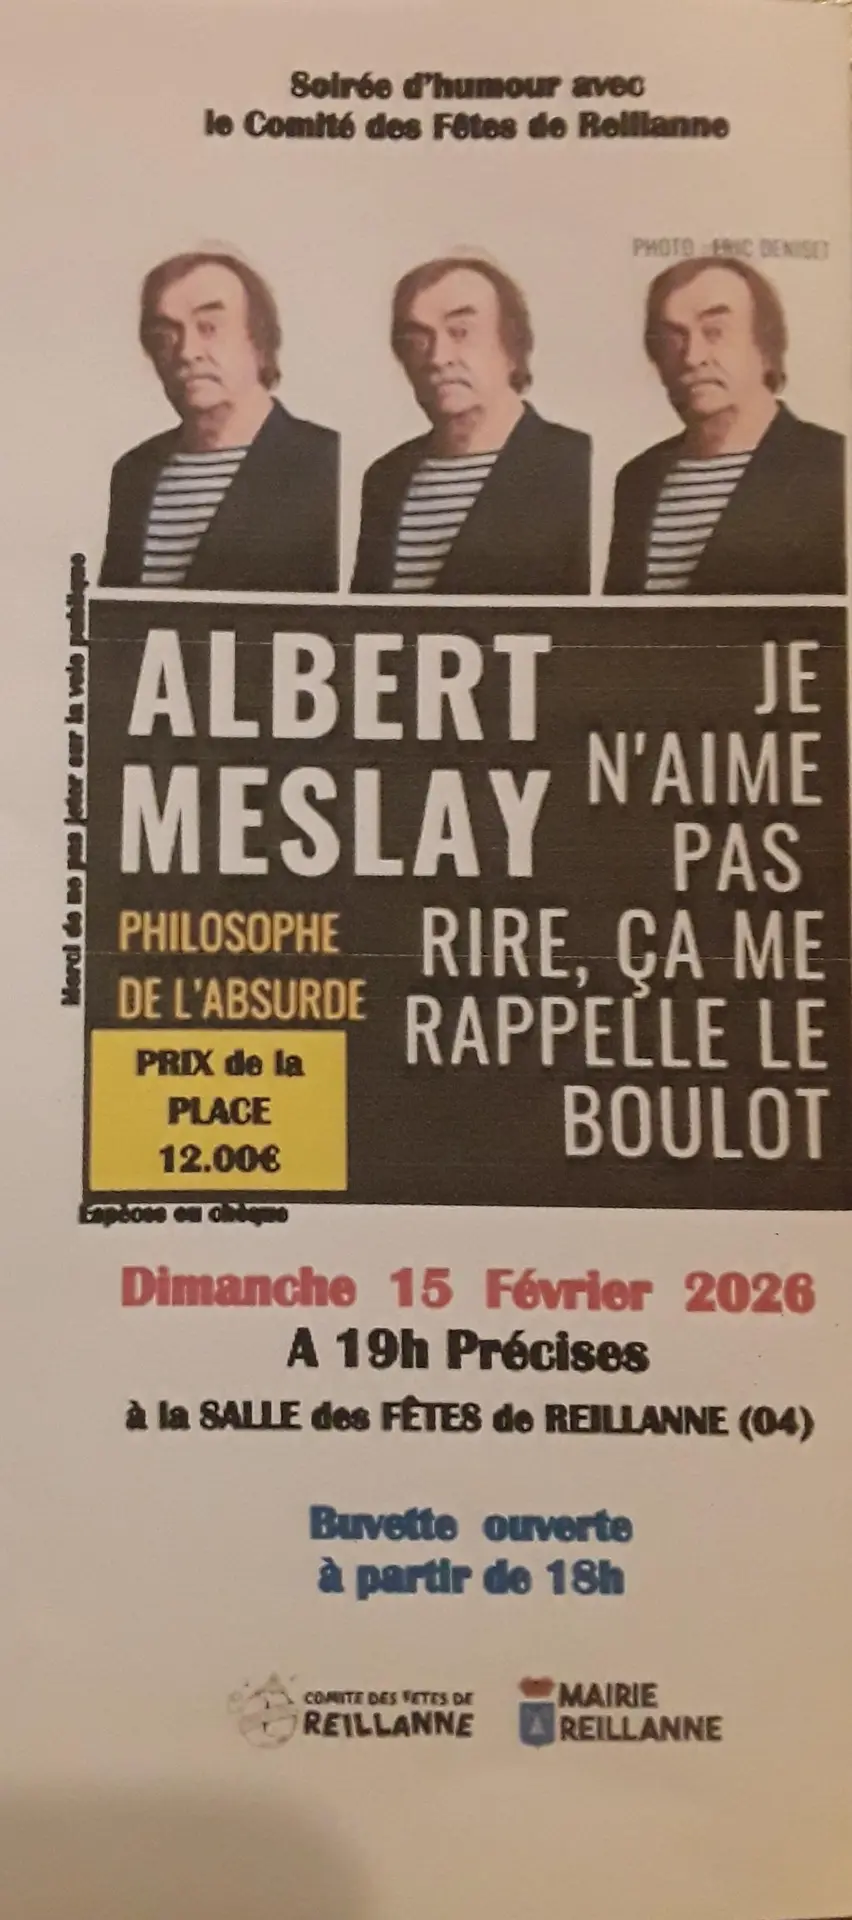 Soirée d'humour avec
le Comité des Fêtes de Reillanne
PHOTO : ERIC DENISET
Merci de ne pas jeter sur la voie publique
ALBERT
MESLAY
PHILOSOPHE
DE L'ABSURDE
JE
N'AIME
PAS
RIRE, ÇA ME
RAPPELLE LE
BOULOT
PRIX de la
PLACE
12.00€
Espèces ou chèque
Dimanche 15 Février 2026
A 19h Précises
à la SALLE des FÊTES de REILLANNE (04)
Buvette ouverte
à partir de 18h
COMITE DES FETES DE
REILLANNE
MAIRIE
REILLANNE